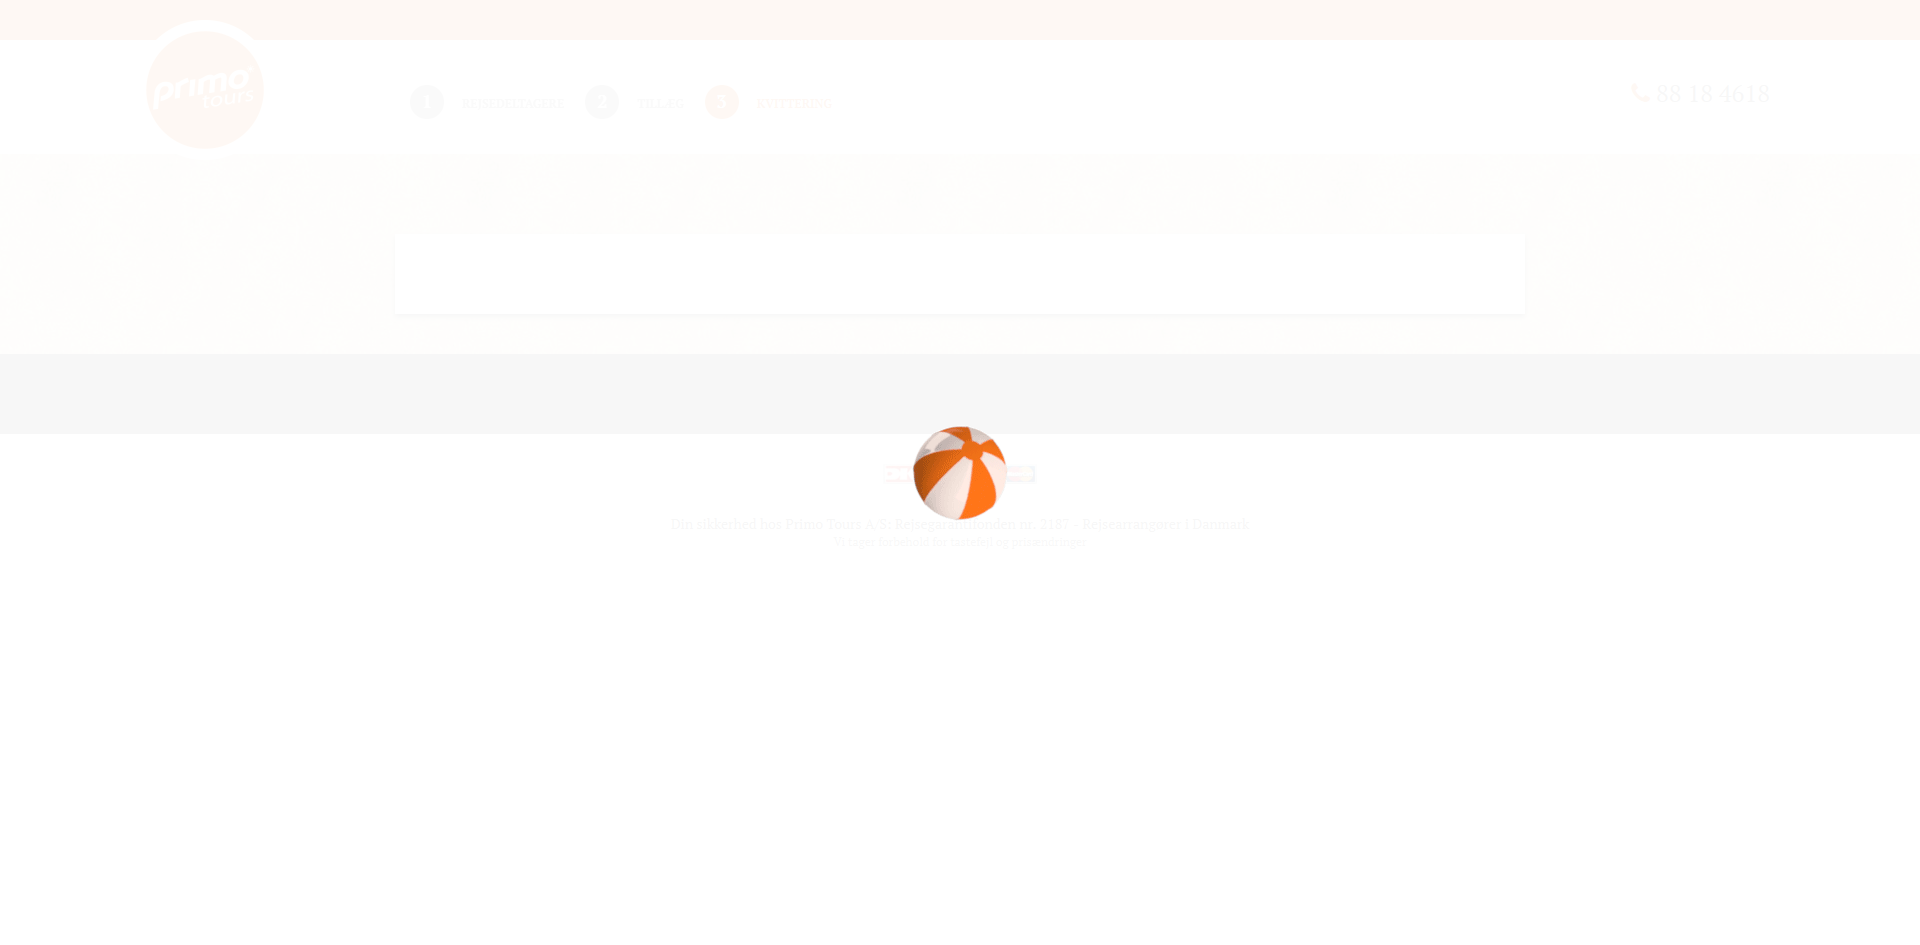 primo
tours
1 REJSEDELTAGERE 2 TILLÆG 3 KVITTERING
88 18 4618
Din sikkerhed hos Primo Tours A/S: Rejsegarantifonden nr. 2187 - Rejsearrangører i Danmark
Vi tager forbehold for tastefejl og prisændringer.